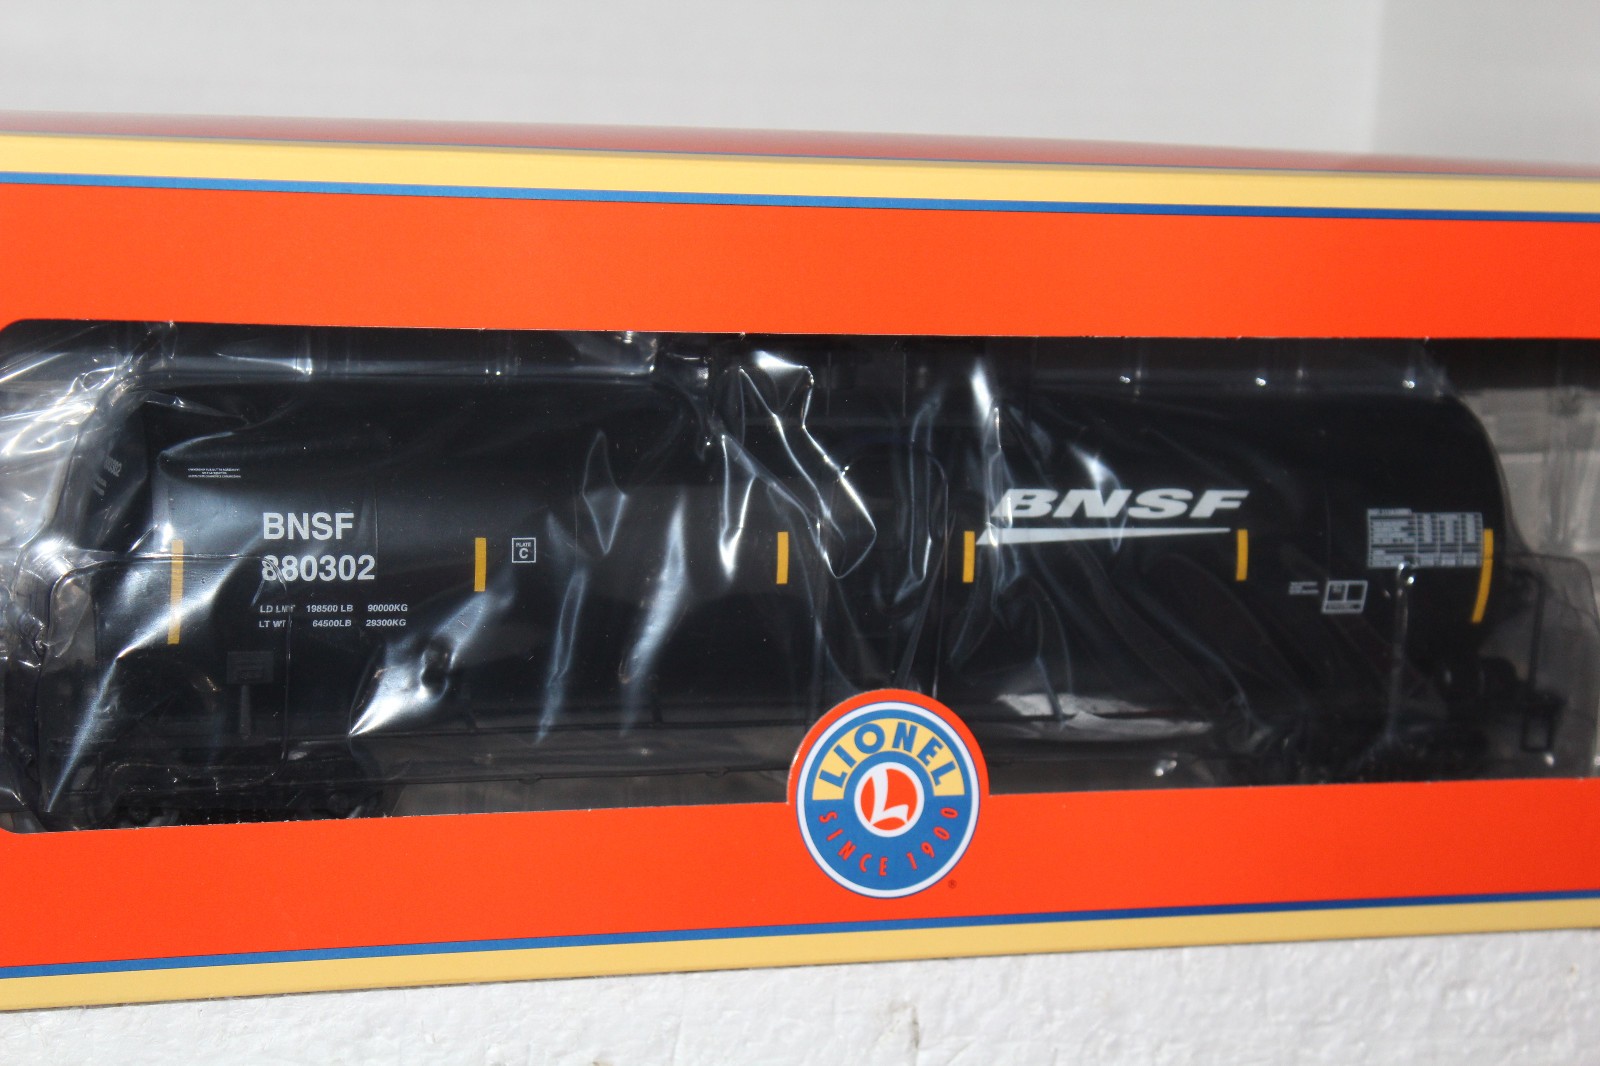 BNSF
880302
LD LMT 198500 LB 90000KG
LT WT 64500LB 29300KG
PLATE
C
BNSF
LIONEL
L
SINCE 1900
®